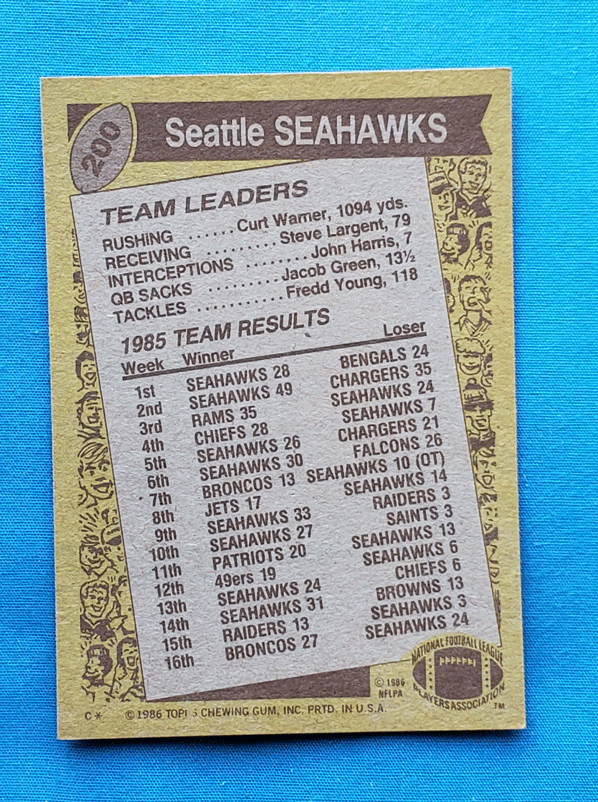 200
Seattle SEAHAWKS
TEAM LEADERS
RUSHING ...... Curt Warner, 1094 yds.
RECEIVING .......... Steve Largent, 79
INTERCEPTIONS ........ John Harris, 7
QB SACKS .......... Jacob Green, 13½
TACKLES ............ Fredd Young, 118
1985 TEAM RESULTS
Week Winner Loser
1st SEAHAWKS 28 BENGALS 24
2nd SEAHAWKS 49 CHARGERS 35
3rd RAMS 35 SEAHAWKS 24
4th CHIEFS 28 SEAHAWKS 7
5th SEAHAWKS 26 CHARGERS 21
6th SEAHAWKS 30 FALCONS 26
7th BRONCOS 13 SEAHAWKS 10 (OT)
8th JETS 17 SEAHAWKS 14
9th SEAHAWKS 33 RAIDERS 3
10th SEAHAWKS 27 SAINTS 3
11th PATRIOTS 20 SEAHAWKS 13
12th 49ers 19 SEAHAWKS 6
13th SEAHAWKS 24 CHIEFS 6
14th SEAHAWKS 31 BROWNS 13
15th RAIDERS 13 SEAHAWKS 3
16th BRONCOS 27 SEAHAWKS 24
NATIONAL FOOTBALL LEAGUE
PLAYERS ASSOCIATION
TM
© 1986
NFLPA
C* © 1986 TOPPS CHEWING GUM, INC. PRTD. IN U.S.A.